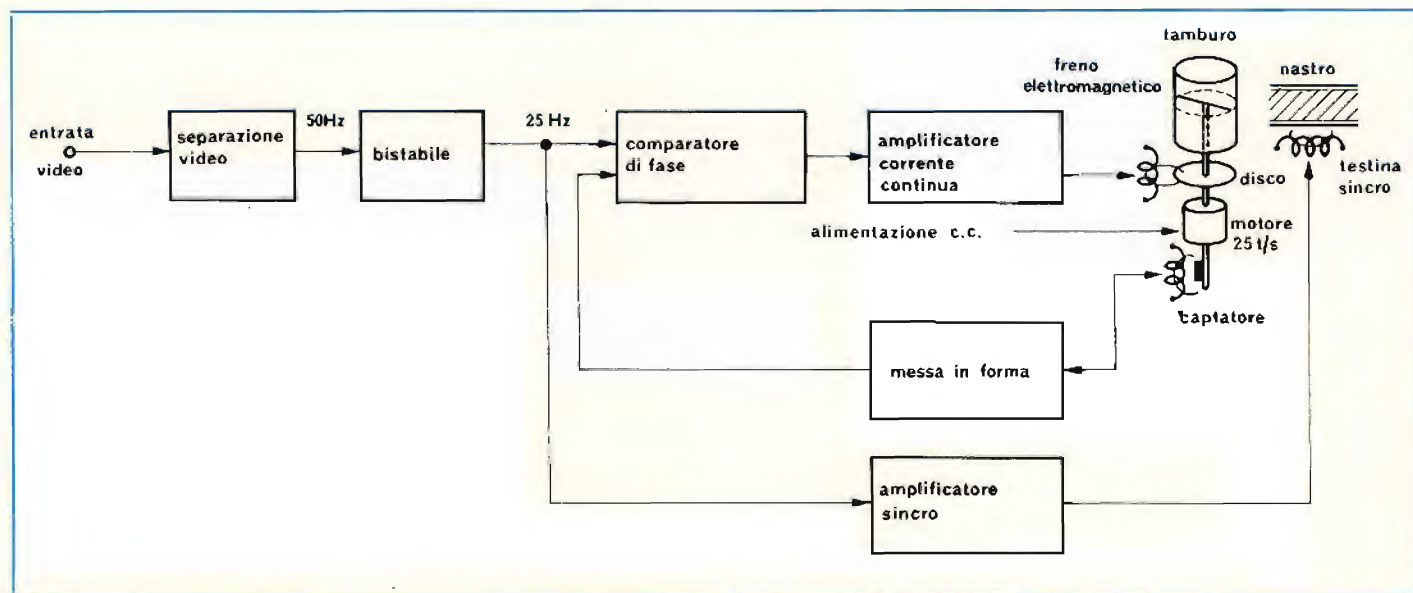 tamburo
freno
elettromagnetico
nastro
entrata
video
separazione
video
50Hz
bistabile
25 Hz
comparatore
di fase
amplificatore
corrente
continua
disco
testina
sincro
alimentazione c.c.
motore
25 t/s
captatore
messa in forma
amplificatore
sincro